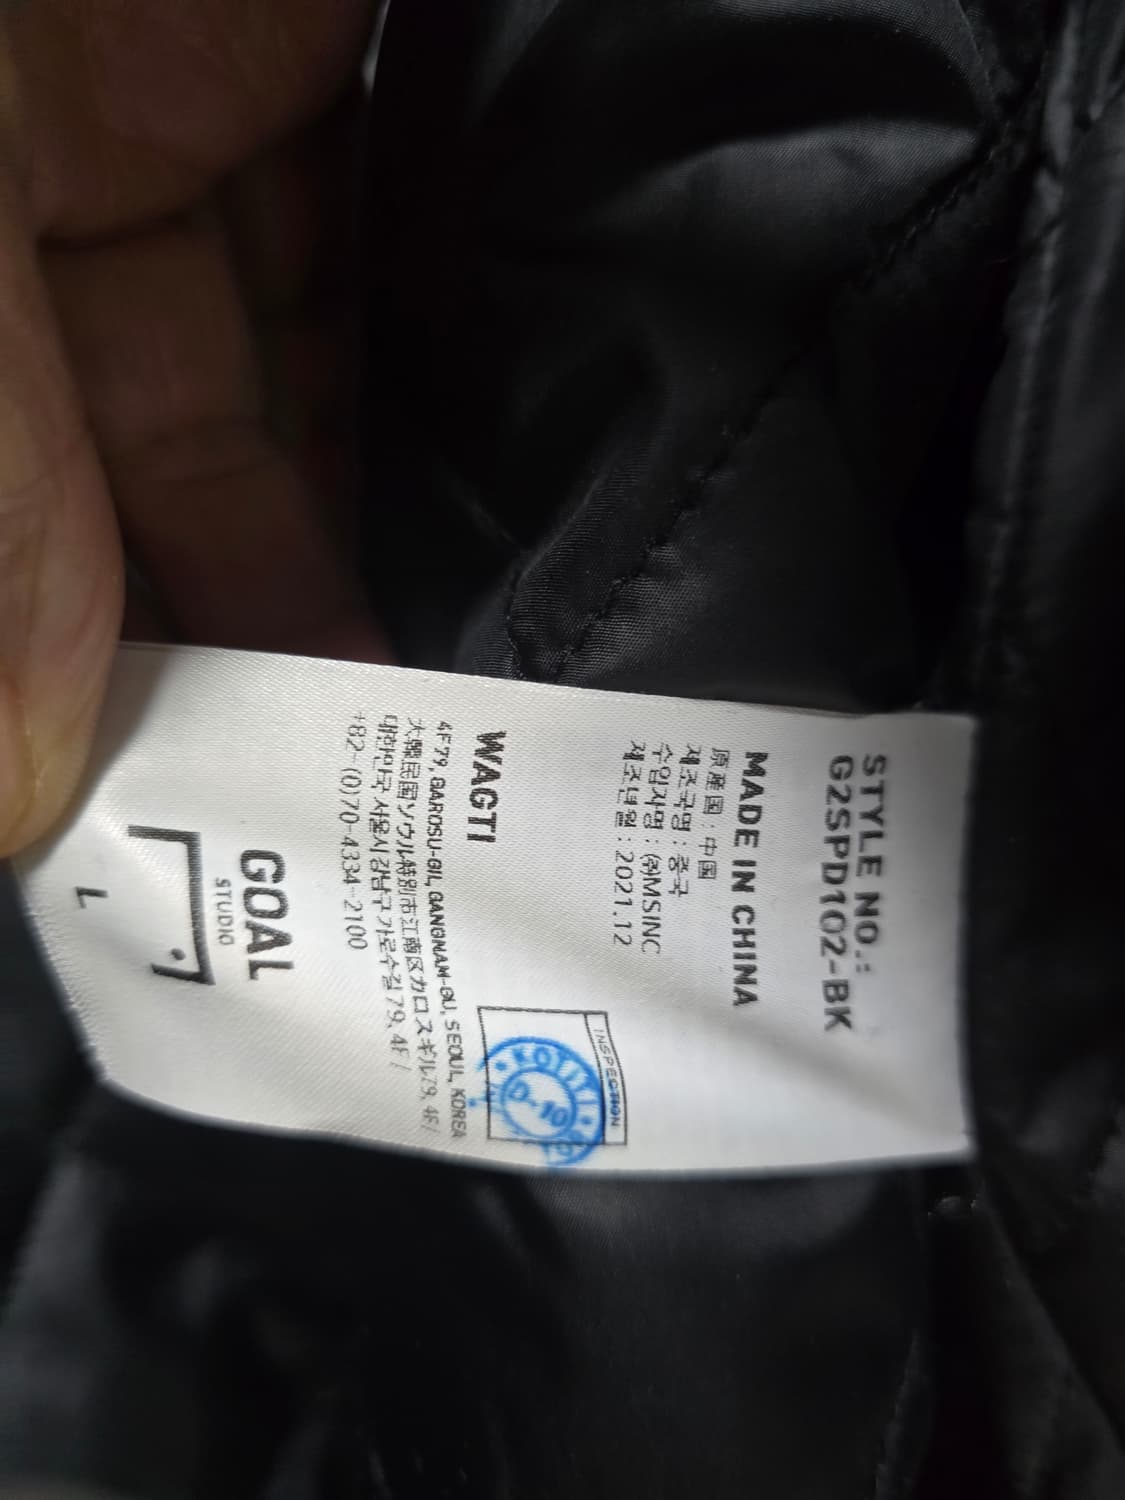 STYLE NO.:
G2SPD102-BK
MADE IN CHINA
原産国 : 中国
제조국명 : 중국
수입자명 : ㈜MSINC
제조년월 : 2021.12
INSPECTION
KOTITI
D-10
WAGTI
4F79, GAROSU-GIL, GANGNAM-GU, SEOUL, KOREA
大韓民国ソウル特別市江南区カロスギル79, 4F/
대한민국 서울시 강남구 가로수길 79, 4F /
+82-(0)70-4334-2100
GOAL
STUDIO
L